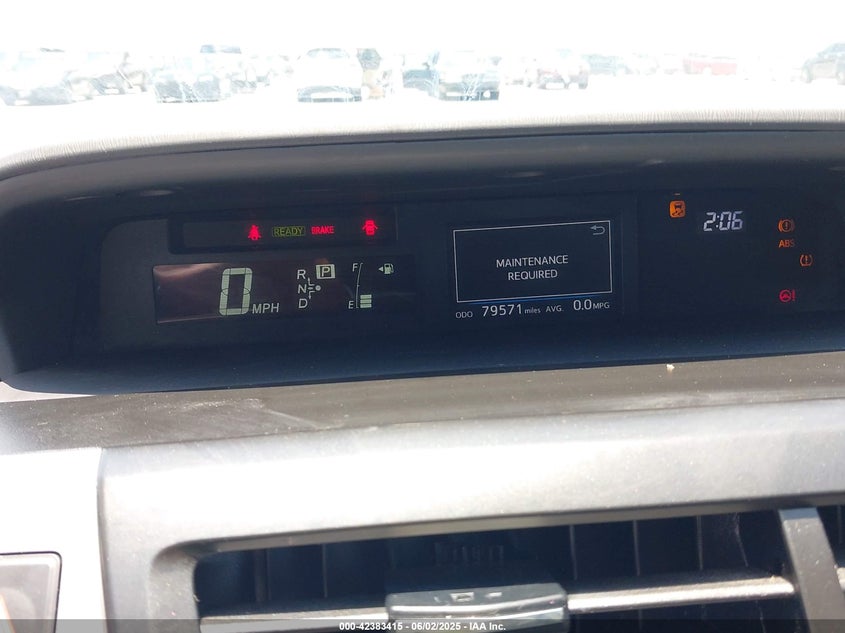 READY BRAKE
2:06
ABS
0 MPH
R P
N
D
F
E
MAINTENANCE
REQUIRED
ODO 79571 miles AVG. 0.0 MPG
000-42383415 - 06/02/2025 - IAA Inc.